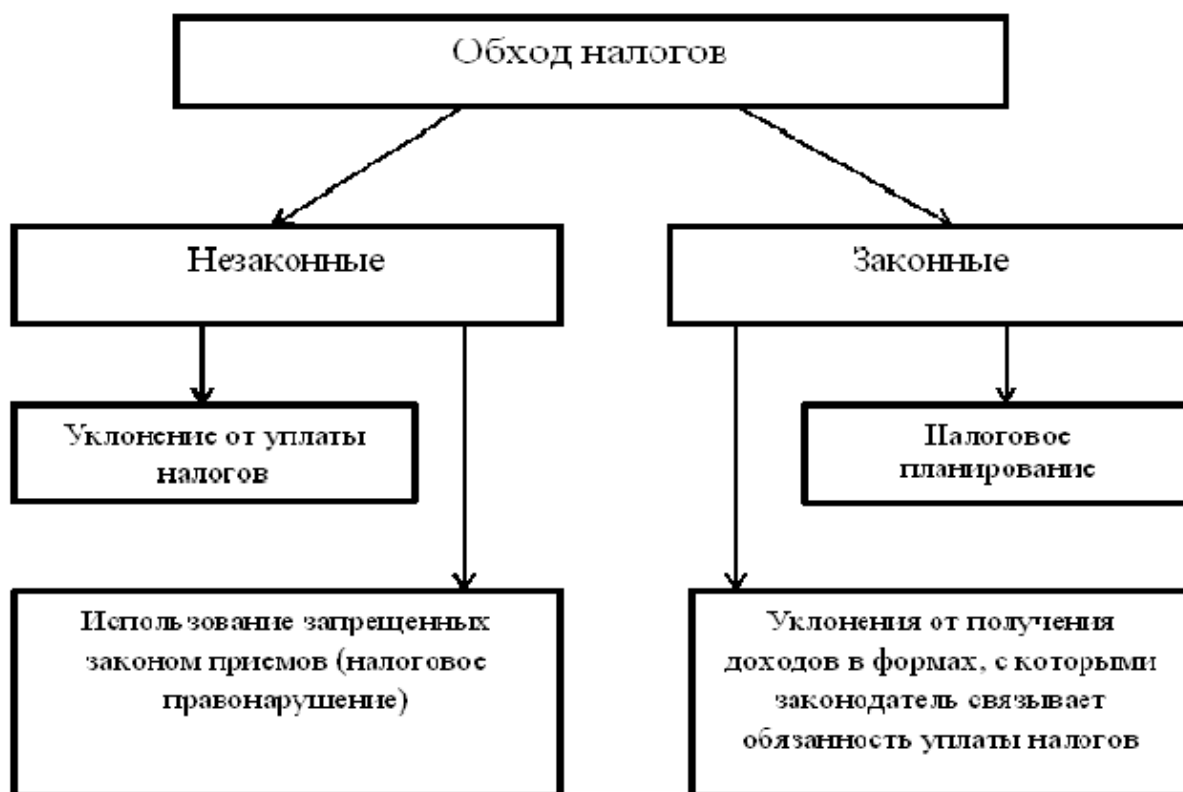 Обход налогов
Незаконные
Законные
Уклонение от уплаты
налогов
Налоговое
планирование
Использование запрещенных
законом приемов (налоговое
правонарушение)
Уклонения от получения
доходов в формах, с которыми
законодатель связывает
обязанность уплаты налогов